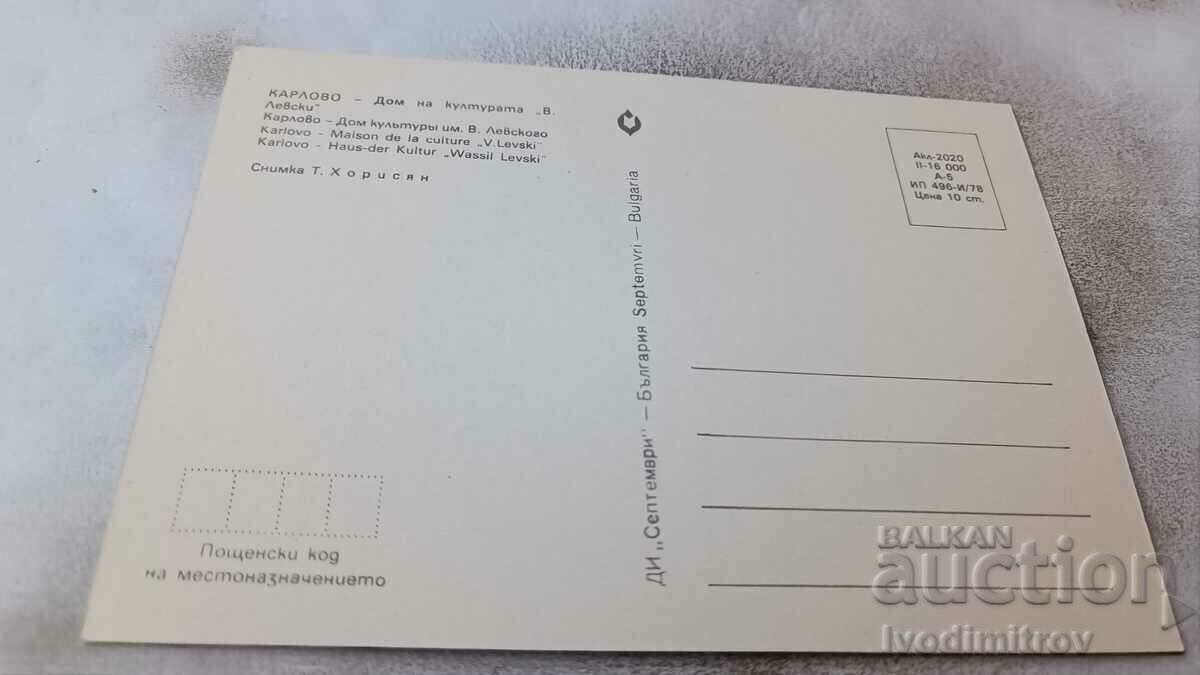 КАРЛОВО – Дом на културата „В.
Левски“
Карлово – Дом культуры им. В. Левского
Karlovo – Maison de la culture „V.Levski“
Karlovo – Haus-der Kultur „Wassil Levski“
Снимка Т. Хорисян
Пощенски код
на местоназначението
ДИ „Септември“ — България Septemvri — Bulgaria
Акл-2020
II-16 000
А-5
ИП 496-И/78
Цена 10 ст.
BALKAN
auction
Ivodimitrov